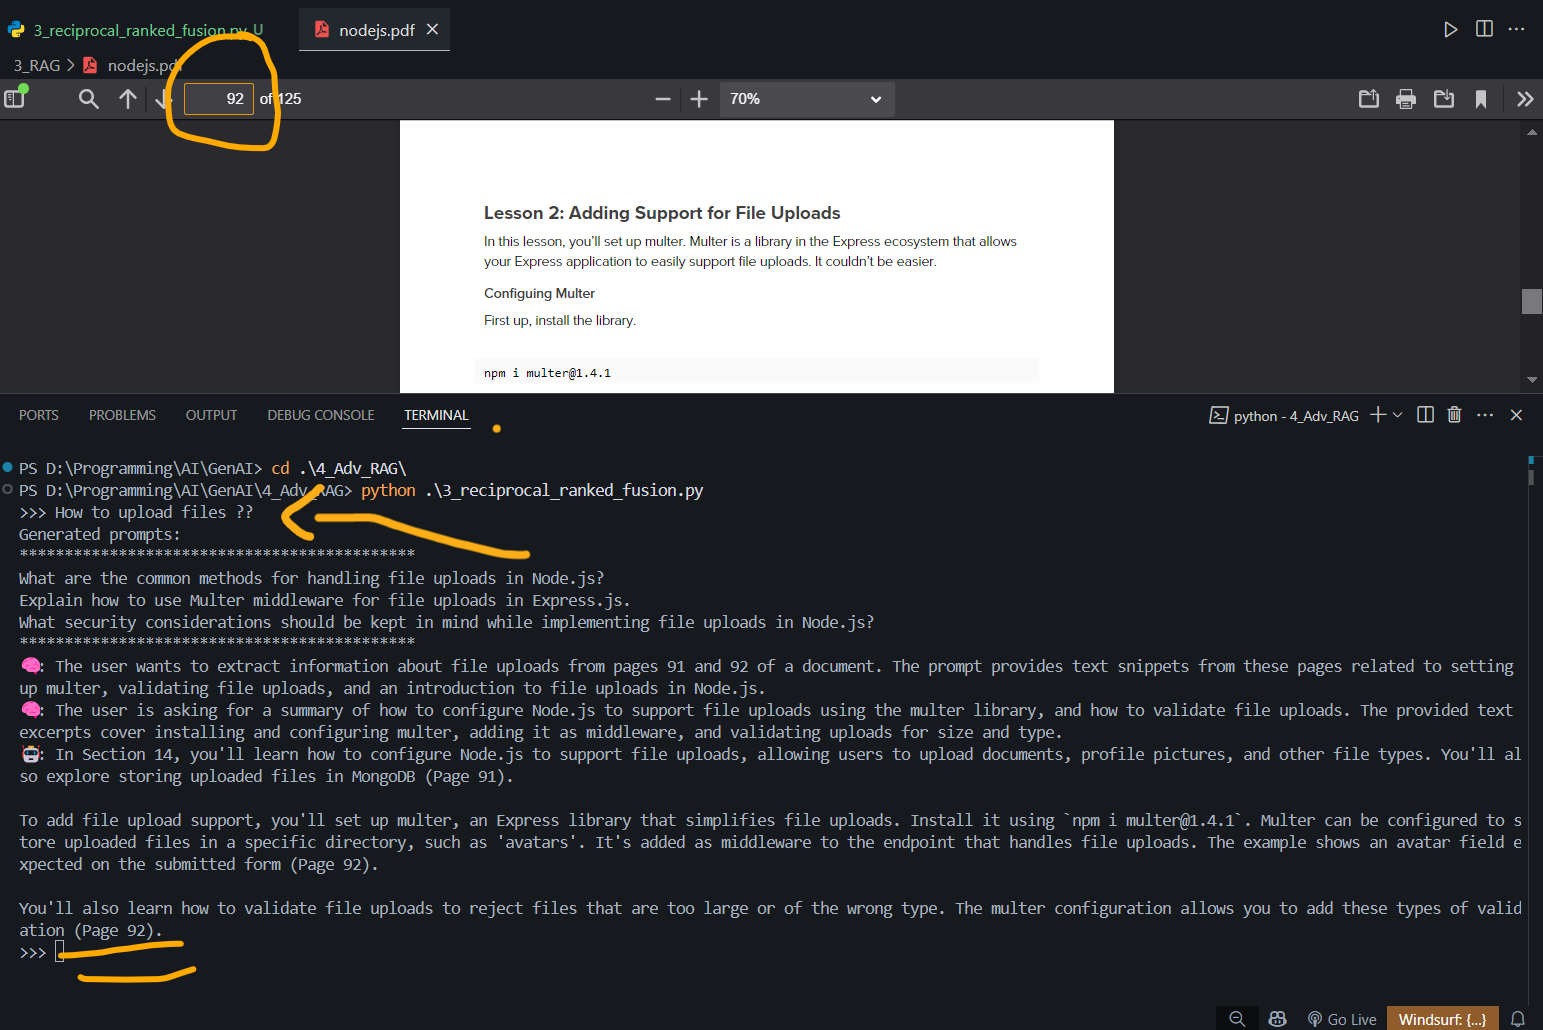 3_reciprocal_ranked_fusion.py U
nodejs.pdf
3_RAG > nodejs.pdf
92 of 125
70%
Lesson 2: Adding Support for File Uploads
In this lesson, you'll set up multer. Multer is a library in the Express ecosystem that allows
your Express application to easily support file uploads. It couldn't be easier.
Configuing Multer
First up, install the library.
npm i multer@1.4.1
PORTS PROBLEMS OUTPUT DEBUG CONSOLE TERMINAL
python - 4_Adv_RAG
PS D:\Programming\AI\GenAI> cd .\4_Adv_RAG\
PS D:\Programming\AI\GenAI\4_Adv_RAG> python .\3_reciprocal_ranked_fusion.py
>>> How to upload files ??
Generated prompts:
********************************************
What are the common methods for handling file uploads in Node.js?
Explain how to use Multer middleware for file uploads in Express.js.
What security considerations should be kept in mind while implementing file uploads in Node.js?
********************************************
🧠: The user wants to extract information about file uploads from pages 91 and 92 of a document. The prompt provides text snippets from these pages related to setting
up multer, validating file uploads, and an introduction to file uploads in Node.js.
🧠: The user is asking for a summary of how to configure Node.js to support file uploads using the multer library, and how to validate file uploads. The provided text
excerpts cover installing and configuring multer, adding it as middleware, and validating uploads for size and type.
🤖: In Section 14, you'll learn how to configure Node.js to support file uploads, allowing users to upload documents, profile pictures, and other file types. You'll al
so explore storing uploaded files in MongoDB (Page 91).
To add file upload support, you'll set up multer, an Express library that simplifies file uploads. Install it using `npm i multer@1.4.1`. Multer can be configured to s
tore uploaded files in a specific directory, such as 'avatars'. It's added as middleware to the endpoint that handles file uploads. The example shows an avatar field e
xpected on the submitted form (Page 92).
You'll also learn how to validate file uploads to reject files that are too large or of the wrong type. The multer configuration allows you to add these types of valid
ation (Page 92).
>>>
Go Live
Windsurf: {...}